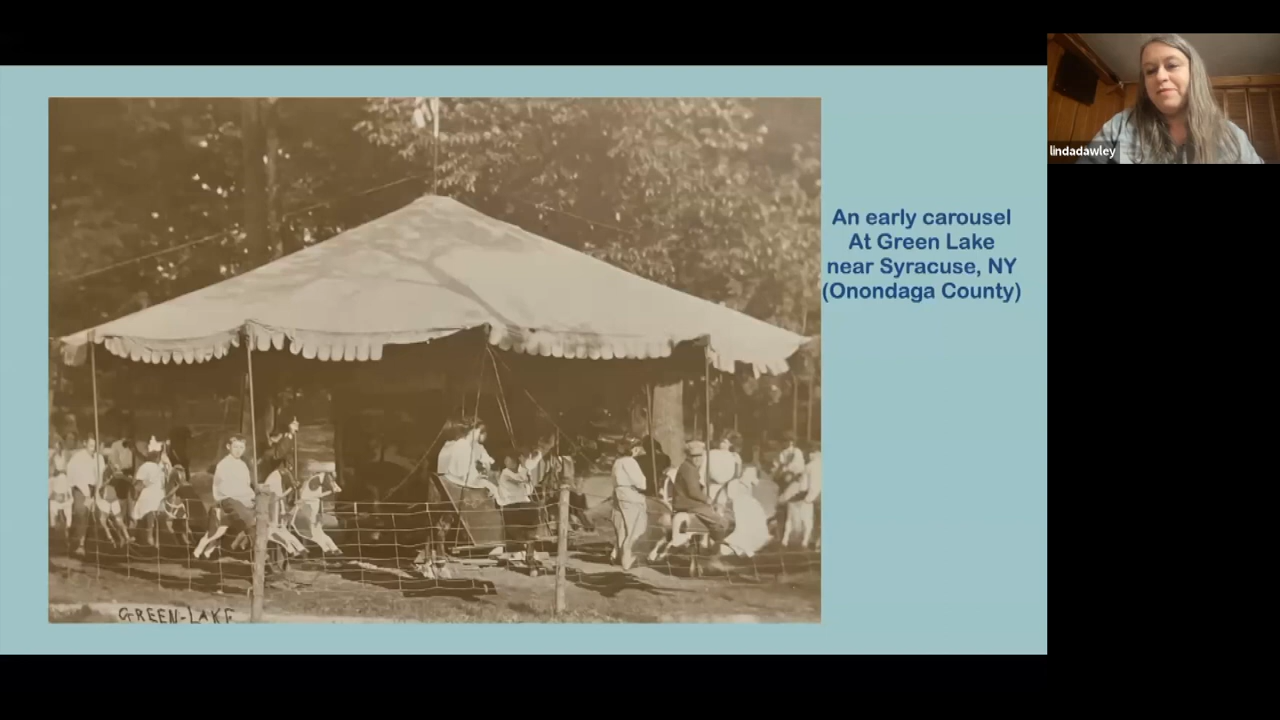 lindadawley
An early carousel
At Green Lake
near Syracuse, NY
(Onondaga County)
GREEN-LAKE